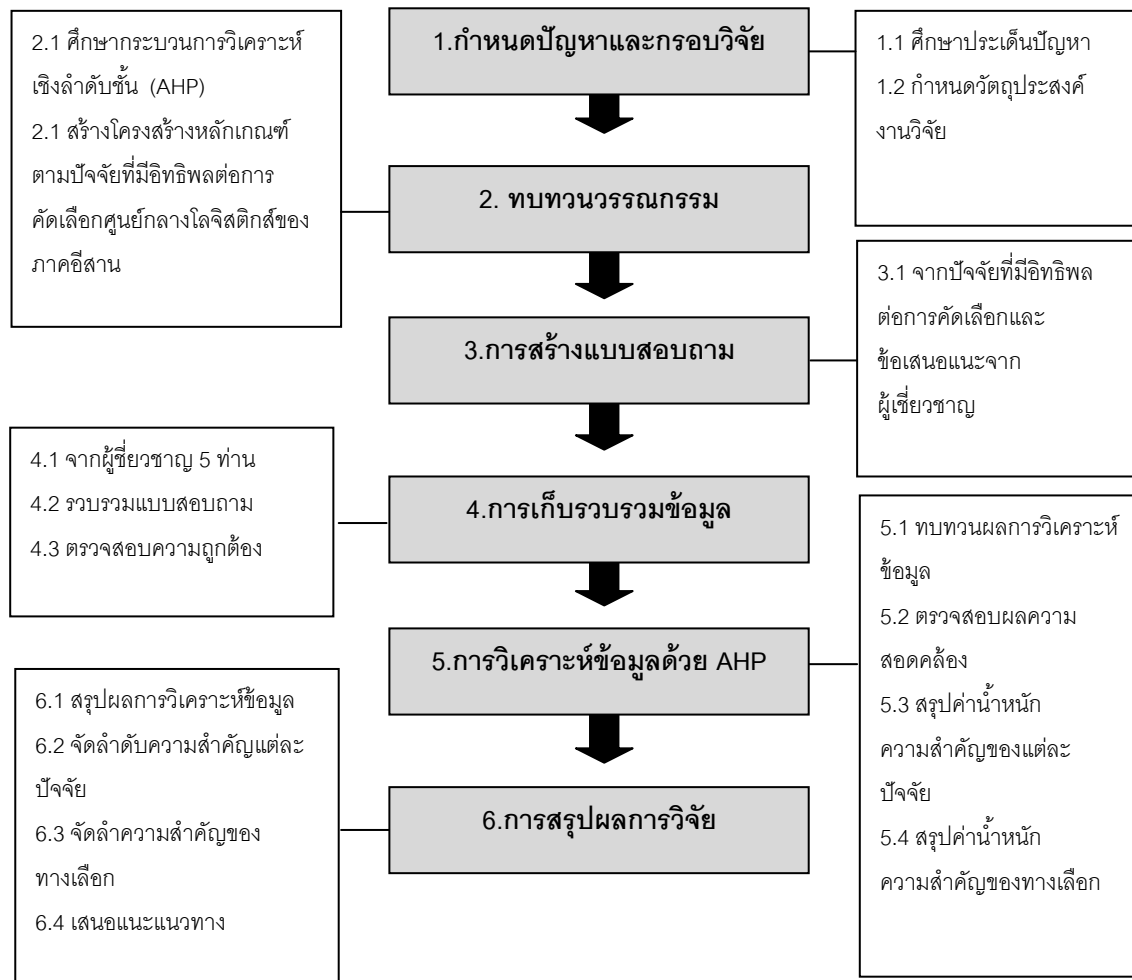 1.กำหนดปัญหาและกรอบวิจัย
1.1 ศึกษาประเด็นปัญหา
1.2 กำหนดวัตถุประสงค์
งานวิจัย
2.1 ศึกษากระบวนการวิเคราะห์
เชิงลำดับชั้น (AHP)
2.1 สร้างโครงสร้างหลักเกณฑ์
ตามปัจจัยที่มีอิทธิพลต่อการ
คัดเลือกศูนย์กลางโลจิสติกส์ของ
ภาคอีสาน
2. ทบทวนวรรณกรรม
3.การสร้างแบบสอบถาม
3.1 จากปัจจัยที่มีอิทธิพล
ต่อการคัดเลือกและ
ข้อเสนอแนะจาก
ผู้เชี่ยวชาญ
4.1 จากผู้ชี่ยวชาญ 5 ท่าน
4.2 รวบรวมแบบสอบถาม
4.3 ตรวจสอบความถูกต้อง
4.การเก็บรวบรวมข้อมูล
5.การวิเคราะห์ข้อมูลด้วย AHP
5.1 ทบทวนผลการวิเคราะห์
ข้อมูล
5.2 ตรวจสอบผลความ
สอดคล้อง
5.3 สรุปค่าน้ำหนัก
ความสำคัญของแต่ละ
ปัจจัย
5.4 สรุปค่าน้ำหนัก
ความสำคัญของทางเลือก
6.1 สรุปผลการวิเคราะห์ข้อมูล
6.2 จัดลำดับความสำคัญแต่ละ
ปัจจัย
6.3 จัดลำความสำคัญของ
ทางเลือก
6.4 เสนอแนะแนวทาง
6.การสรุปผลการวิจัย